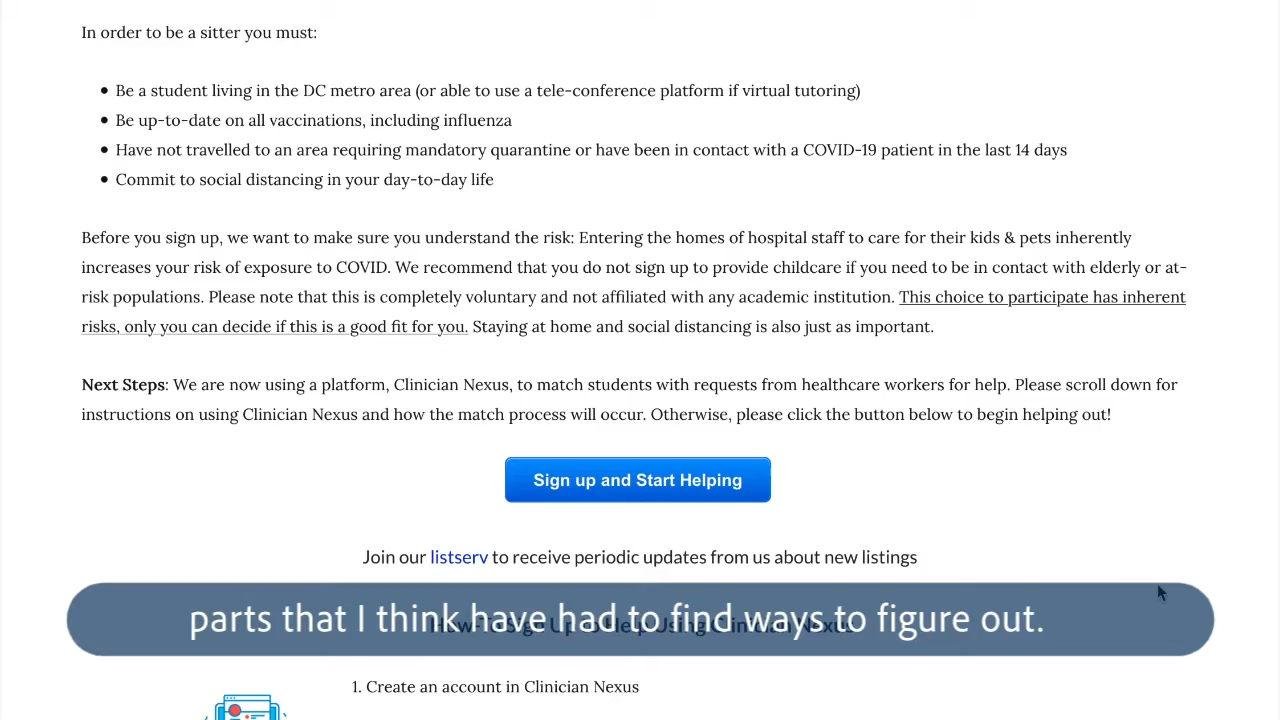 In order to be a sitter you must:
Be a student living in the DC metro area (or able to use a tele-conference platform if virtual tutoring)
Be up-to-date on all vaccinations, including influenza
Have not travelled to an area requiring mandatory quarantine or have been in contact with a COVID-19 patient in the last 14 days
Commit to social distancing in your day-to-day life
Before you sign up, we want to make sure you understand the risk: Entering the homes of hospital staff to care for their kids & pets inherently
increases your risk of exposure to COVID. We recommend that you do not sign up to provide childcare if you need to be in contact with elderly or at-
risk populations. Please note that this is completely voluntary and not affiliated with any academic institution. This choice to participate has inherent
risks, only you can decide if this is a good fit for you. Staying at home and social distancing is also just as important.
Next Steps: We are now using a platform, Clinician Nexus, to match students with requests from healthcare workers for help. Please scroll down for
instructions on using Clinician Nexus and how the match process will occur. Otherwise, please click the button below to begin helping out!
Sign up and Start Helping
Join our listserv to receive periodic updates from us about new listings
parts that I think have had to find ways to figure out.
How-To Sign Up to Help Using Clinician Nexus
1. Create an account in Clinician Nexus